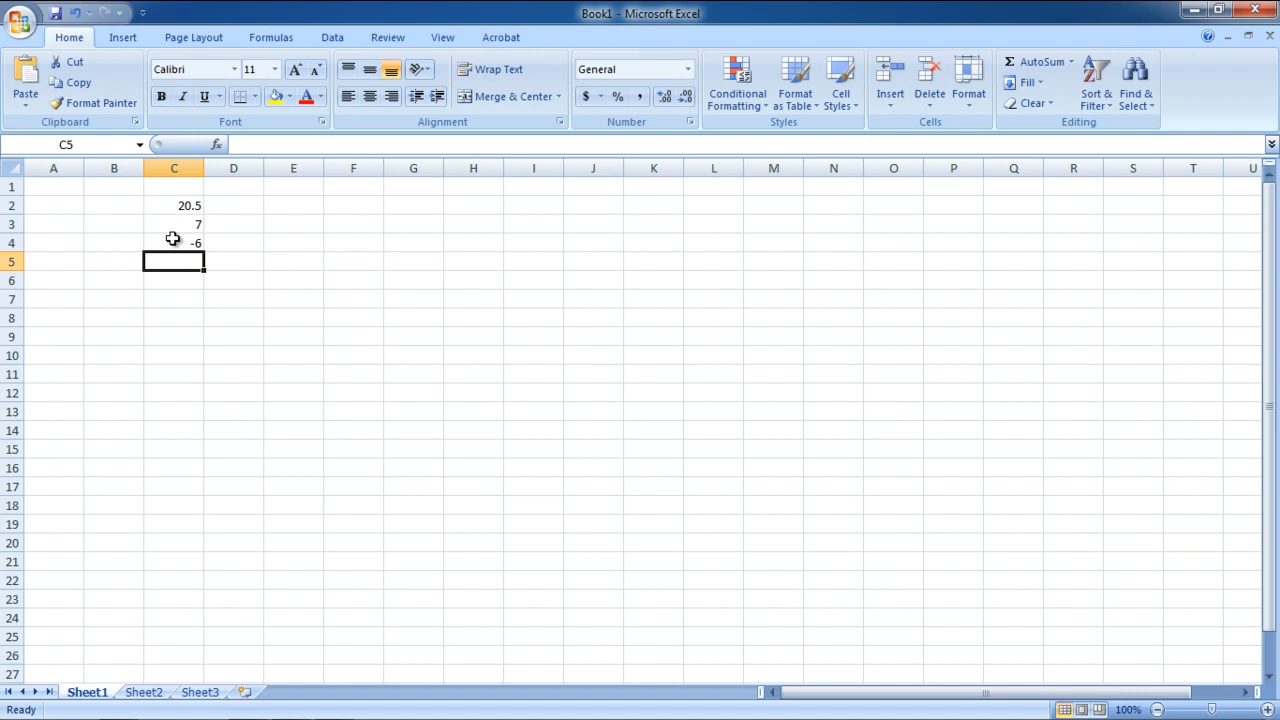 Book1 - Microsoft Excel
Home Insert Page Layout Formulas Data Review View Acrobat
Paste
Cut
Copy
Format Painter
Clipboard
Calibri 11
B I U A
Font
Wrap Text
Merge & Center
Alignment
General
$ % ,
Number
Conditional Formatting
Format as Table
Cell Styles
Styles
Insert Delete Format
Cells
Σ AutoSum
Fill
Clear
Sort & Filter
Find & Select
Editing
C5 fx
A B C D E F G H I J K L M N O P Q R S T U
1
2 20.5
3 7
4 -6
5
6
7
8
9
10
11
12
13
14
15
16
17
18
19
20
21
22
23
24
25
26
27
Sheet1 Sheet2 Sheet3
Ready 100%